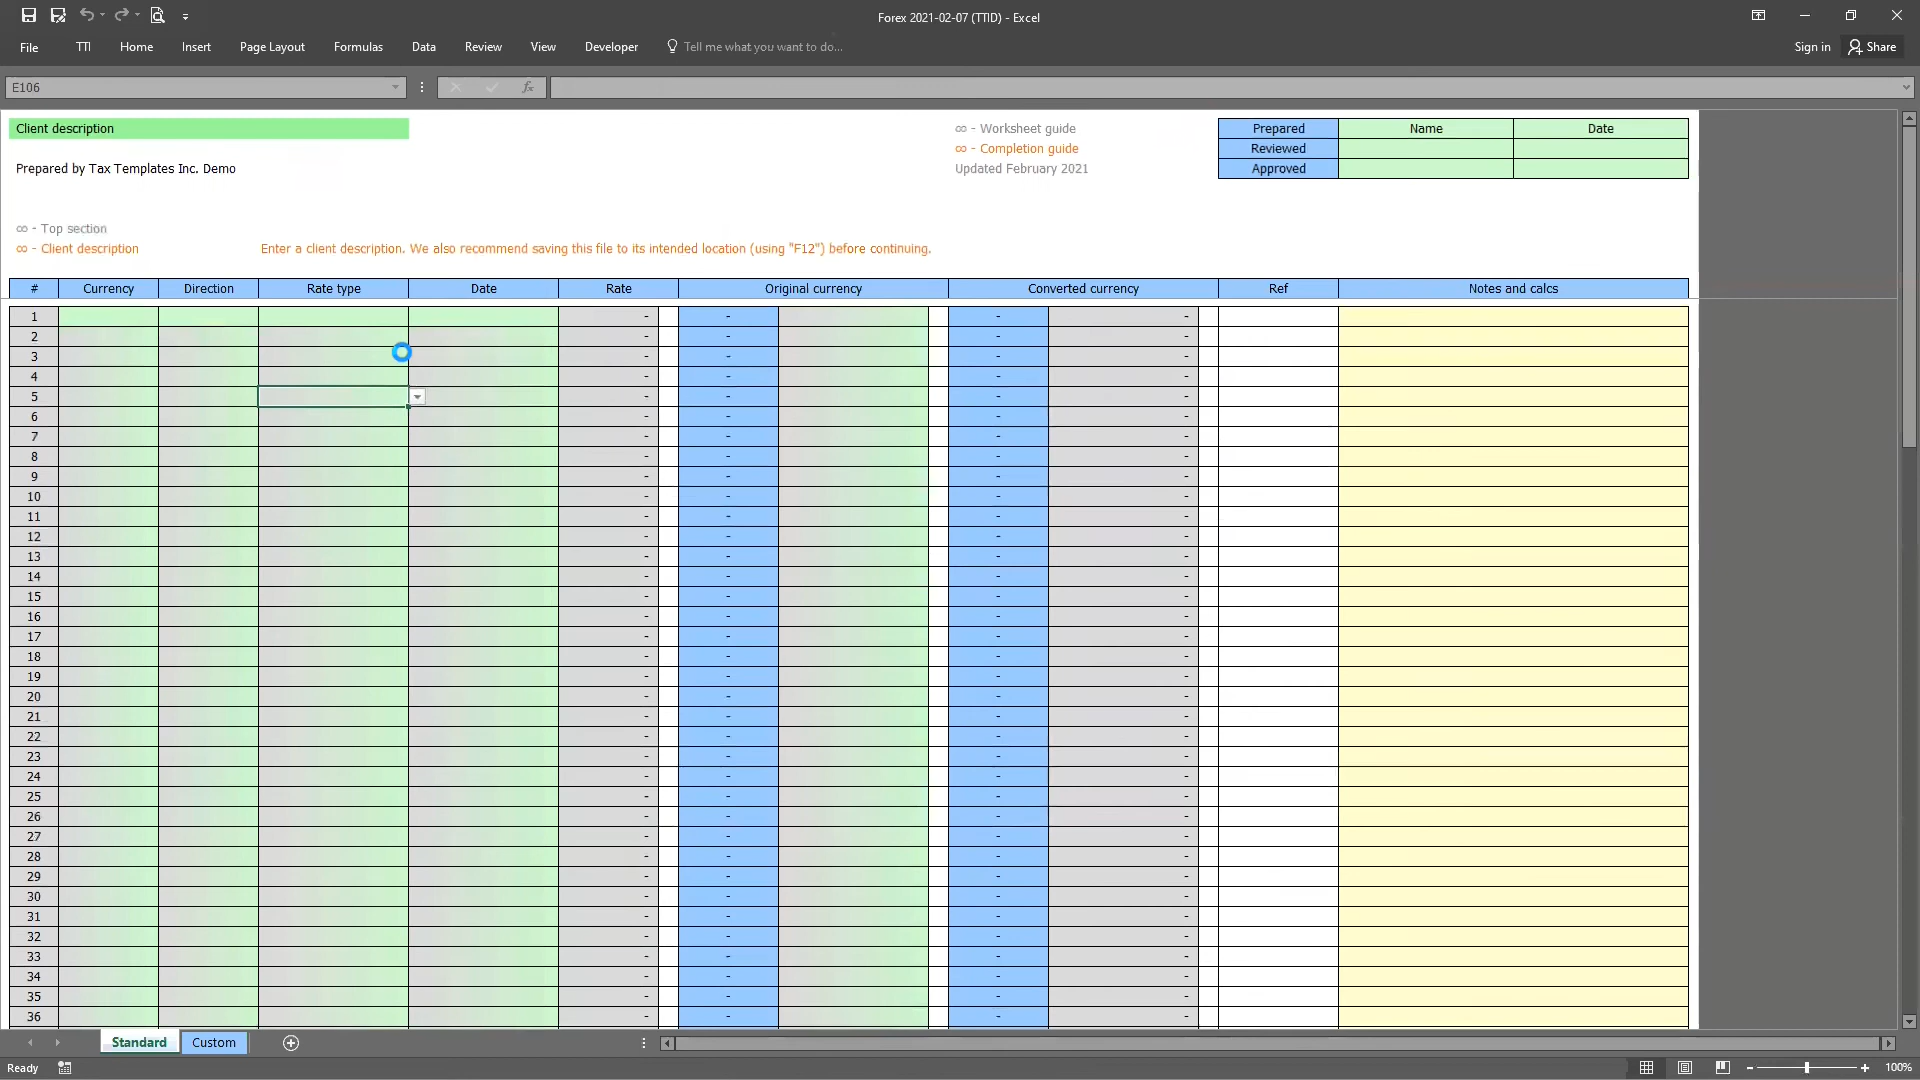 Forex 2021-02-07 (TTID) - Excel
File TTI Home Insert Page Layout Formulas Data Review View Developer Tell me what you want to do... Sign in Share
E106 fx
Client description ∞ - Worksheet guide Prepared Name Date
∞ - Completion guide Reviewed
Prepared by Tax Templates Inc. Demo Updated February 2021 Approved
∞ - Top section
∞ - Client description Enter a client description. We also recommend saving this file to its intended location (using "F12") before continuing.
# Currency Direction Rate type Date Rate Original currency Converted currency Ref Notes and calcs
1 - - - -
2 - - - -
3 - - - -
4 - - - -
5 - - - -
6 - - - -
7 - - - -
8 - - - -
9 - - - -
10 - - - -
11 - - - -
12 - - - -
13 - - - -
14 - - - -
15 - - - -
16 - - - -
17 - - - -
18 - - - -
19 - - - -
20 - - - -
21 - - - -
22 - - - -
23 - - - -
24 - - - -
25 - - - -
26 - - - -
27 - - - -
28 - - - -
29 - - - -
30 - - - -
31 - - - -
32 - - - -
33 - - - -
34 - - - -
35 - - - -
36 - - - -
Standard Custom
Ready 100%